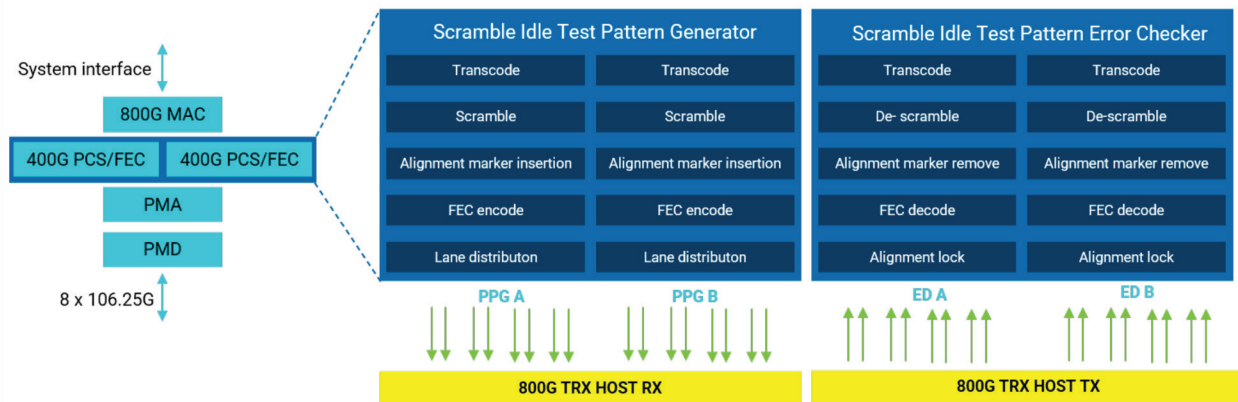 System interface
800G MAC
400G PCS/FEC 400G PCS/FEC
PMA
PMD
8 x 106.25G
Scramble Idle Test Pattern Generator
Transcode Transcode
Scramble Scramble
Alignment marker insertion Alignment marker insertion
FEC encode FEC encode
Lane distributon Lane distributon
PPG A PPG B
800G TRX HOST RX
Scramble Idle Test Pattern Error Checker
Transcode Transcode
De- scramble De-scramble
Alignment marker remove Alignment marker remove
FEC decode FEC decode
Alignment lock Alignment lock
ED A ED B
800G TRX HOST TX